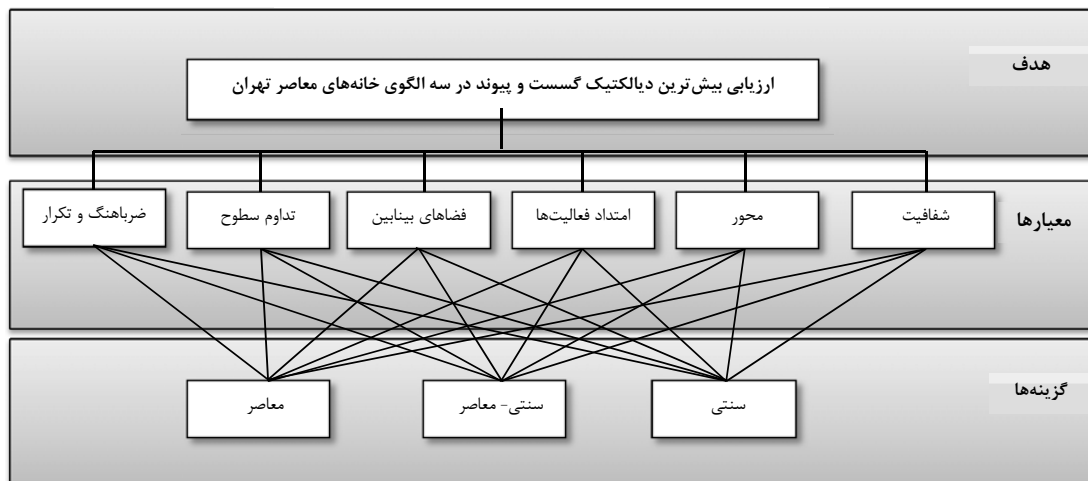 هدف
ارزیابی بیش‌ترین دیالکتیک گسست و پیوند در سه الگوی خانه‌های معاصر تهران
معیارها
شفافیت
محور
امتداد فعالیت‌ها
فضاهای بینابین
تداوم سطوح
ضرباهنگ و تکرار
گزینه‌ها
سنتی
سنتی- معاصر
معاصر